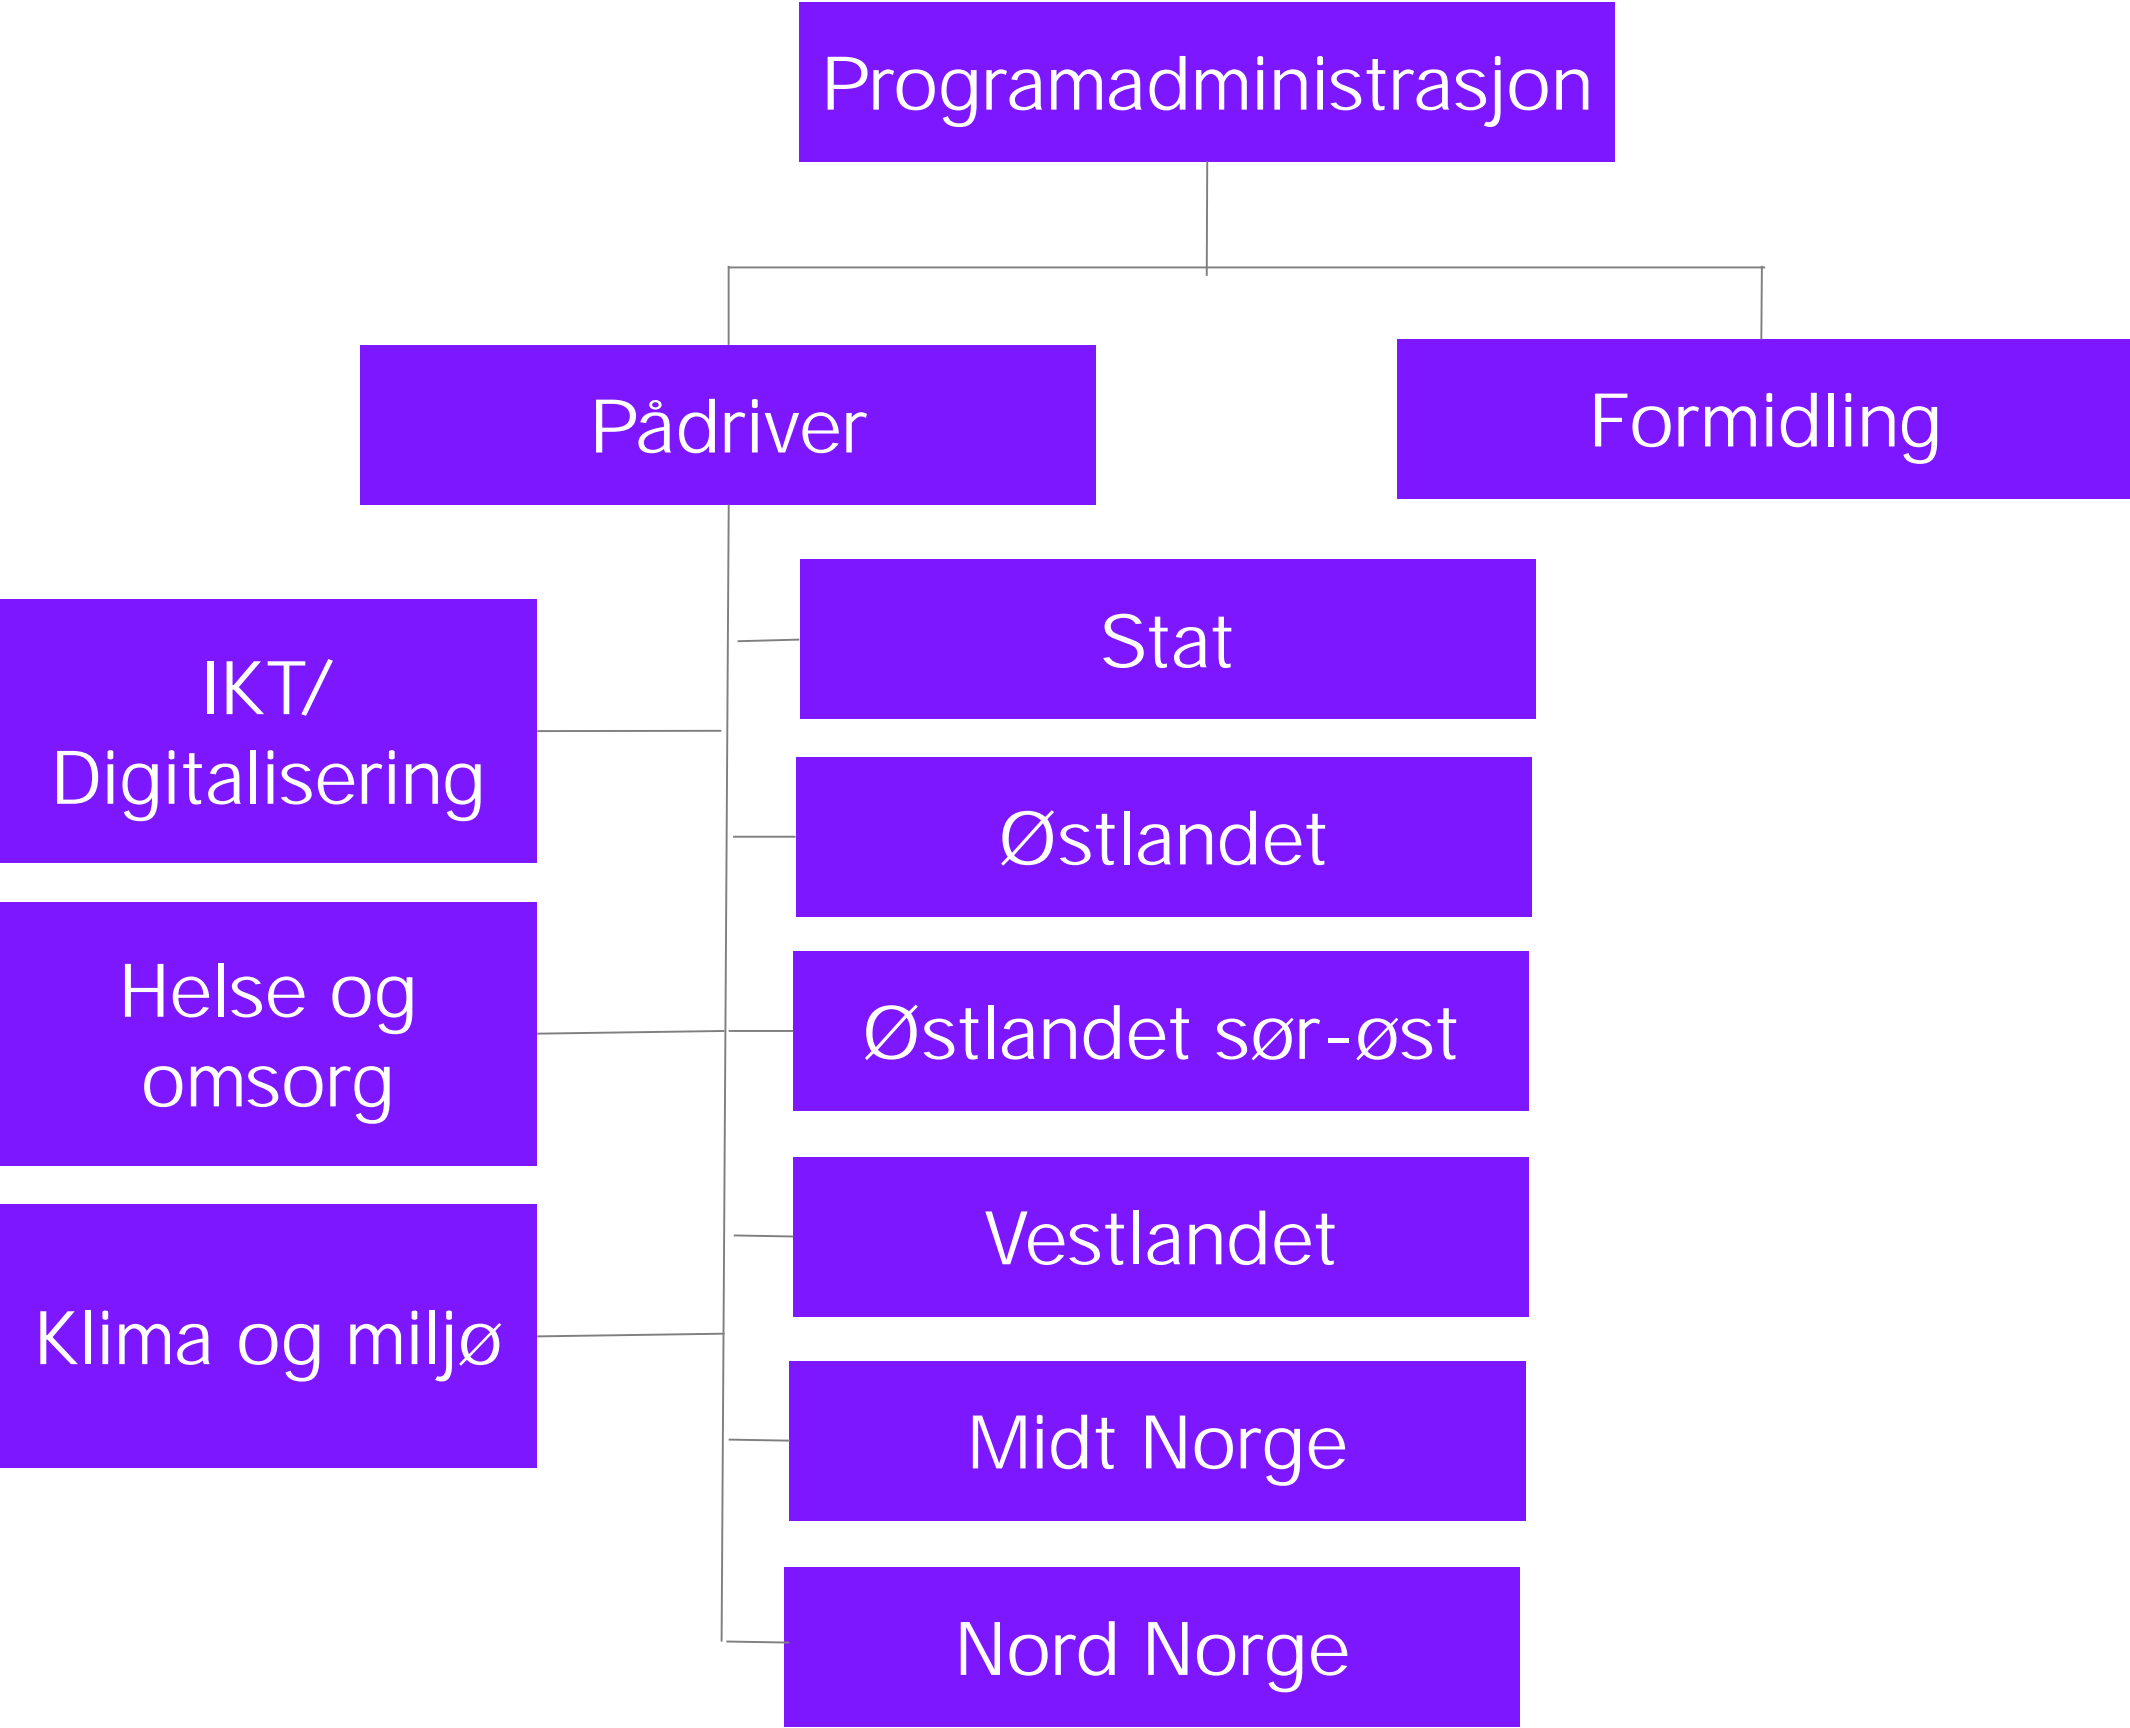 Programadministrasjon
Pådriver
Formidling
Stat
IKT/
Digitalisering
Østlandet
Helse og
omsorg
Østlandet sør-øst
Vestlandet
Klima og miljø
Midt Norge
Nord Norge